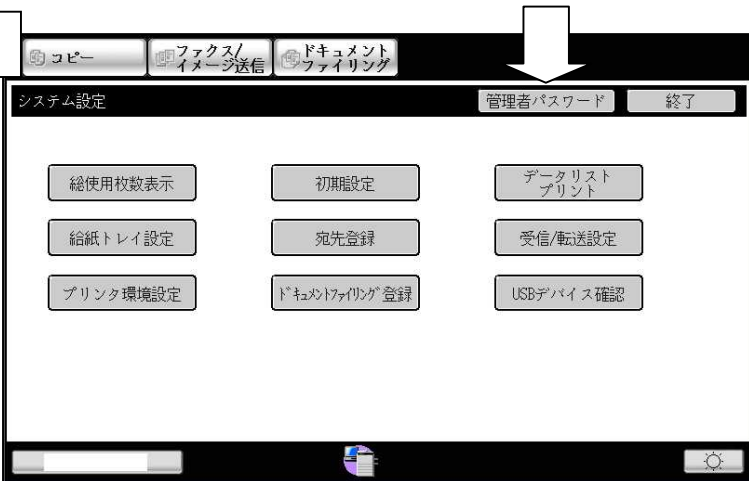 コピー
ファクス/
イメージ送信
ドキュメント
ファイリング
システム設定
管理者パスワード
終了
総使用枚数表示
初期設定
データリスト
プリント
給紙トレイ設定
宛先登録
受信/転送設定
プリンタ環境設定
ﾄﾞｷｭﾒﾝﾄﾌｧｲﾘﾝｸﾞ登録
USBデバイス確認